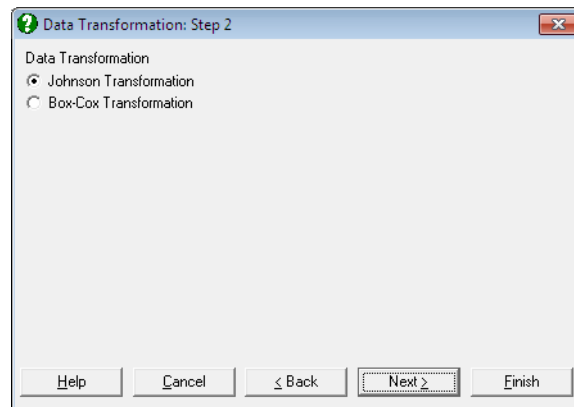 Data Transformation: Step 2
Data Transformation
Johnson Transformation
Box-Cox Transformation
Help Cancel < Back Next > Finish